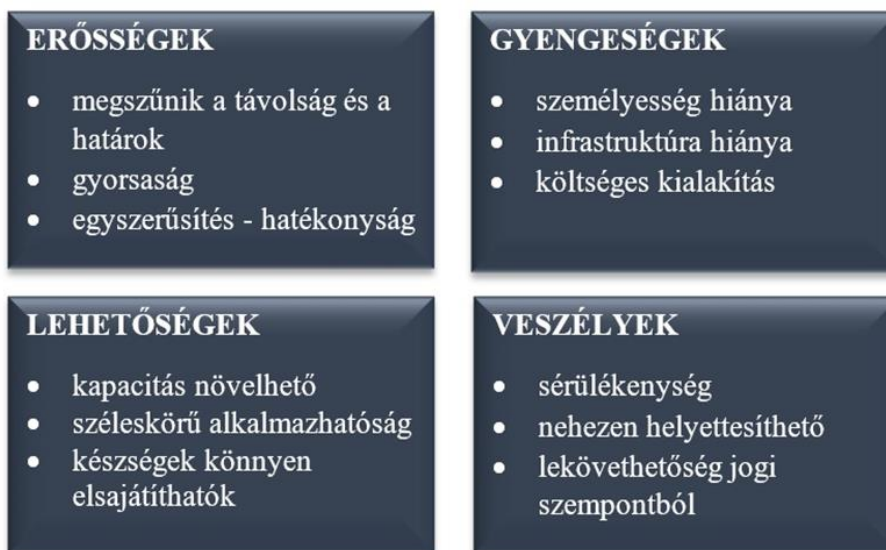 ERŐSSÉGEK
• megszűnik a távolság és a
határok
• gyorsaság
• egyszerűsítés - hatékonyság
GYENGESÉGEK
• személyesség hiánya
• infrastruktúra hiánya
• költséges kialakítás
LEHETŐSÉGEK
• kapacitás növelhető
• széleskörű alkalmazhatóság
• készségek könnyen
elsajátíthatók
VESZÉLYEK
• sérülékenység
• nehezen helyettesíthető
• lekövethetőség jogi
szempontból